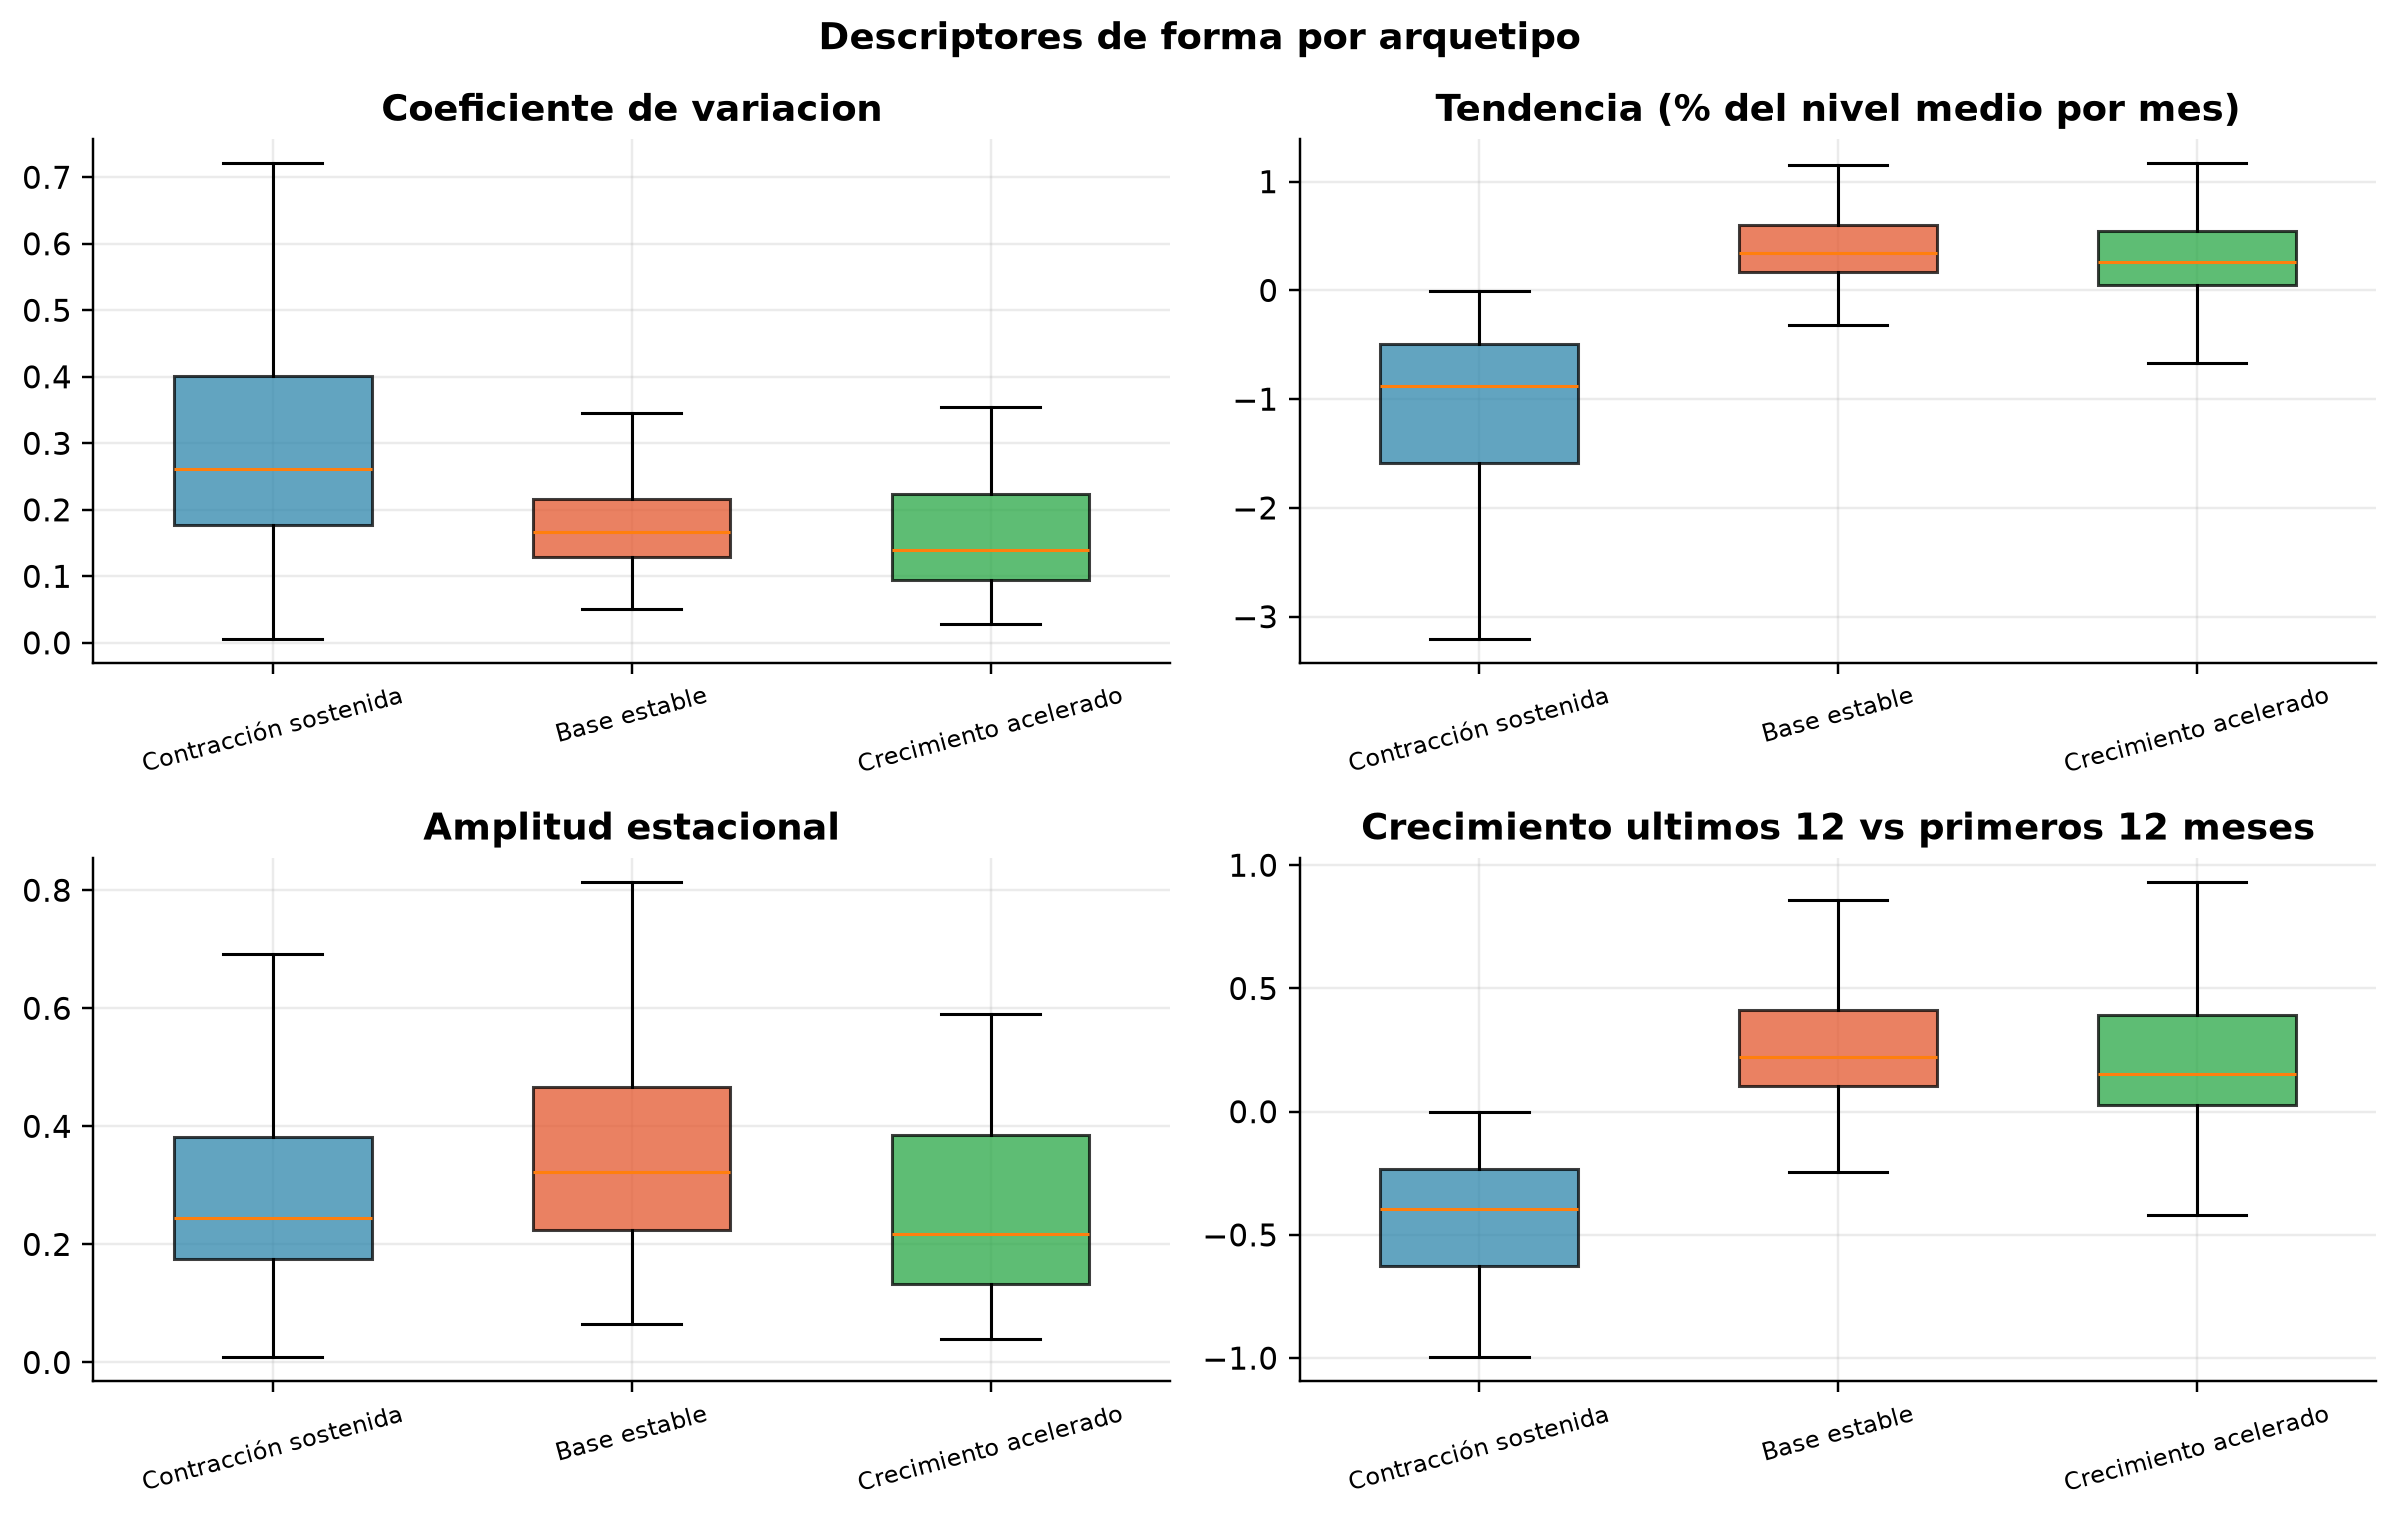 Descriptores de forma por arquetipo
Coeficiente de variacion
0.7
0.6
0.5
0.4
0.3
0.2
0.1
0.0
Contracción sostenida
Base estable
Crecimiento acelerado
Tendencia (% del nivel medio por mes)
1
0
−1
−2
−3
Contracción sostenida
Base estable
Crecimiento acelerado
Amplitud estacional
0.8
0.6
0.4
0.2
0.0
Contracción sostenida
Base estable
Crecimiento acelerado
Crecimiento ultimos 12 vs primeros 12 meses
1.0
0.5
0.0
−0.5
−1.0
Contracción sostenida
Base estable
Crecimiento acelerado